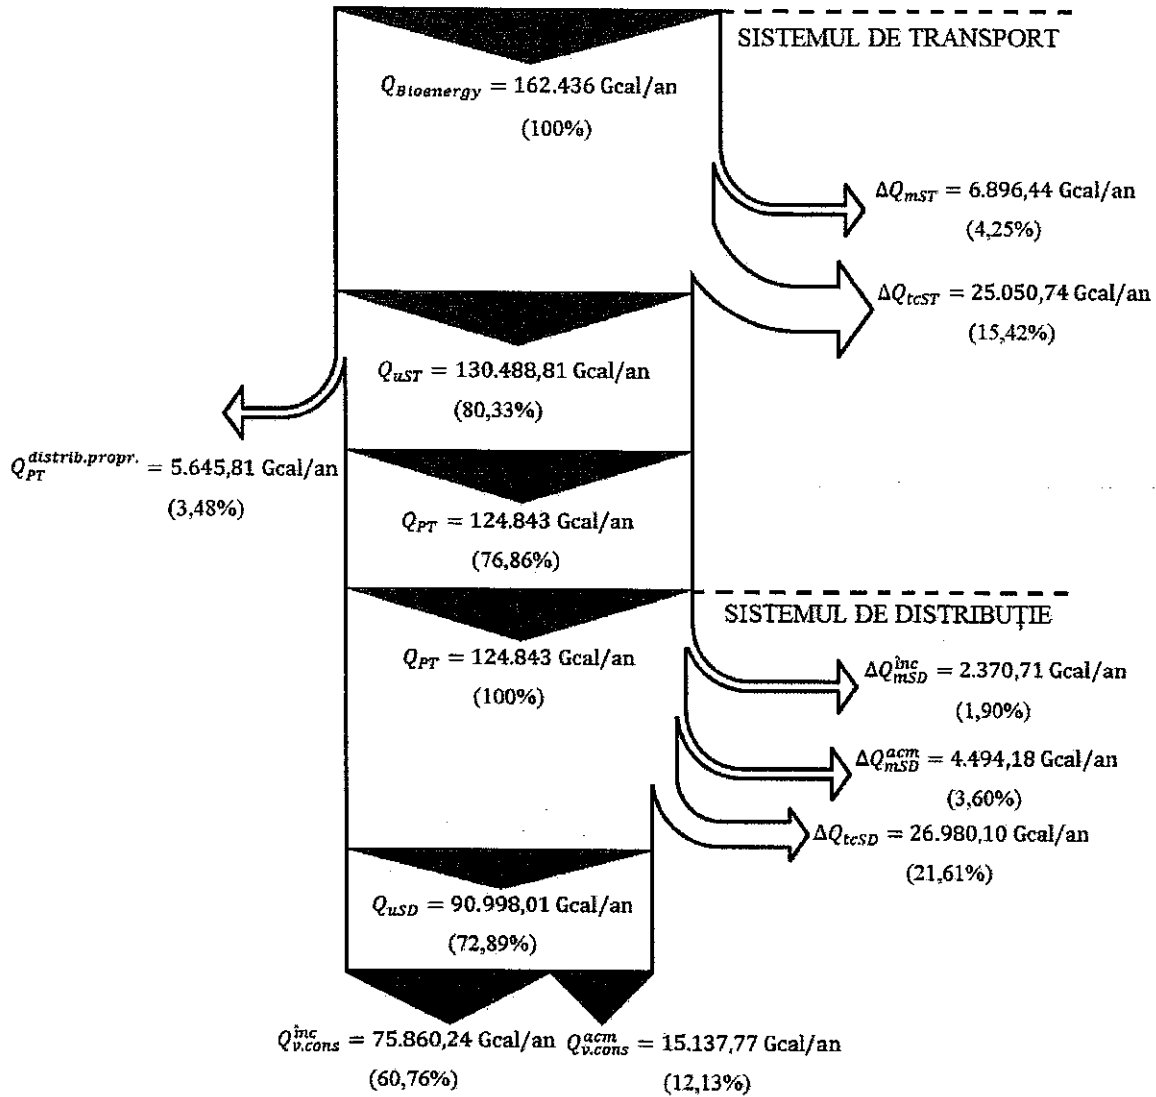 SISTEMUL DE TRANSPORT
Q_Bioenergy = 162.436 Gcal/an
(100%)
ΔQ_mST = 6.896,44 Gcal/an
(4,25%)
ΔQ_tcST = 25.050,74 Gcal/an
(15,42%)
Q_uST = 130.488,81 Gcal/an
(80,33%)
Q_PT^distrib.propr. = 5.645,81 Gcal/an
(3,48%)
Q_PT = 124.843 Gcal/an
(76,86%)
SISTEMUL DE DISTRIBUȚIE
Q_PT = 124.843 Gcal/an
(100%)
ΔQ_mSD^înc = 2.370,71 Gcal/an
(1,90%)
ΔQ_mSD^acm = 4.494,18 Gcal/an
(3,60%)
ΔQ_tcSD = 26.980,10 Gcal/an
(21,61%)
Q_uSD = 90.998,01 Gcal/an
(72,89%)
Q_v.cons^înc = 75.860,24 Gcal/an Q_v.cons^acm = 15.137,77 Gcal/an
(60,76%) (12,13%)